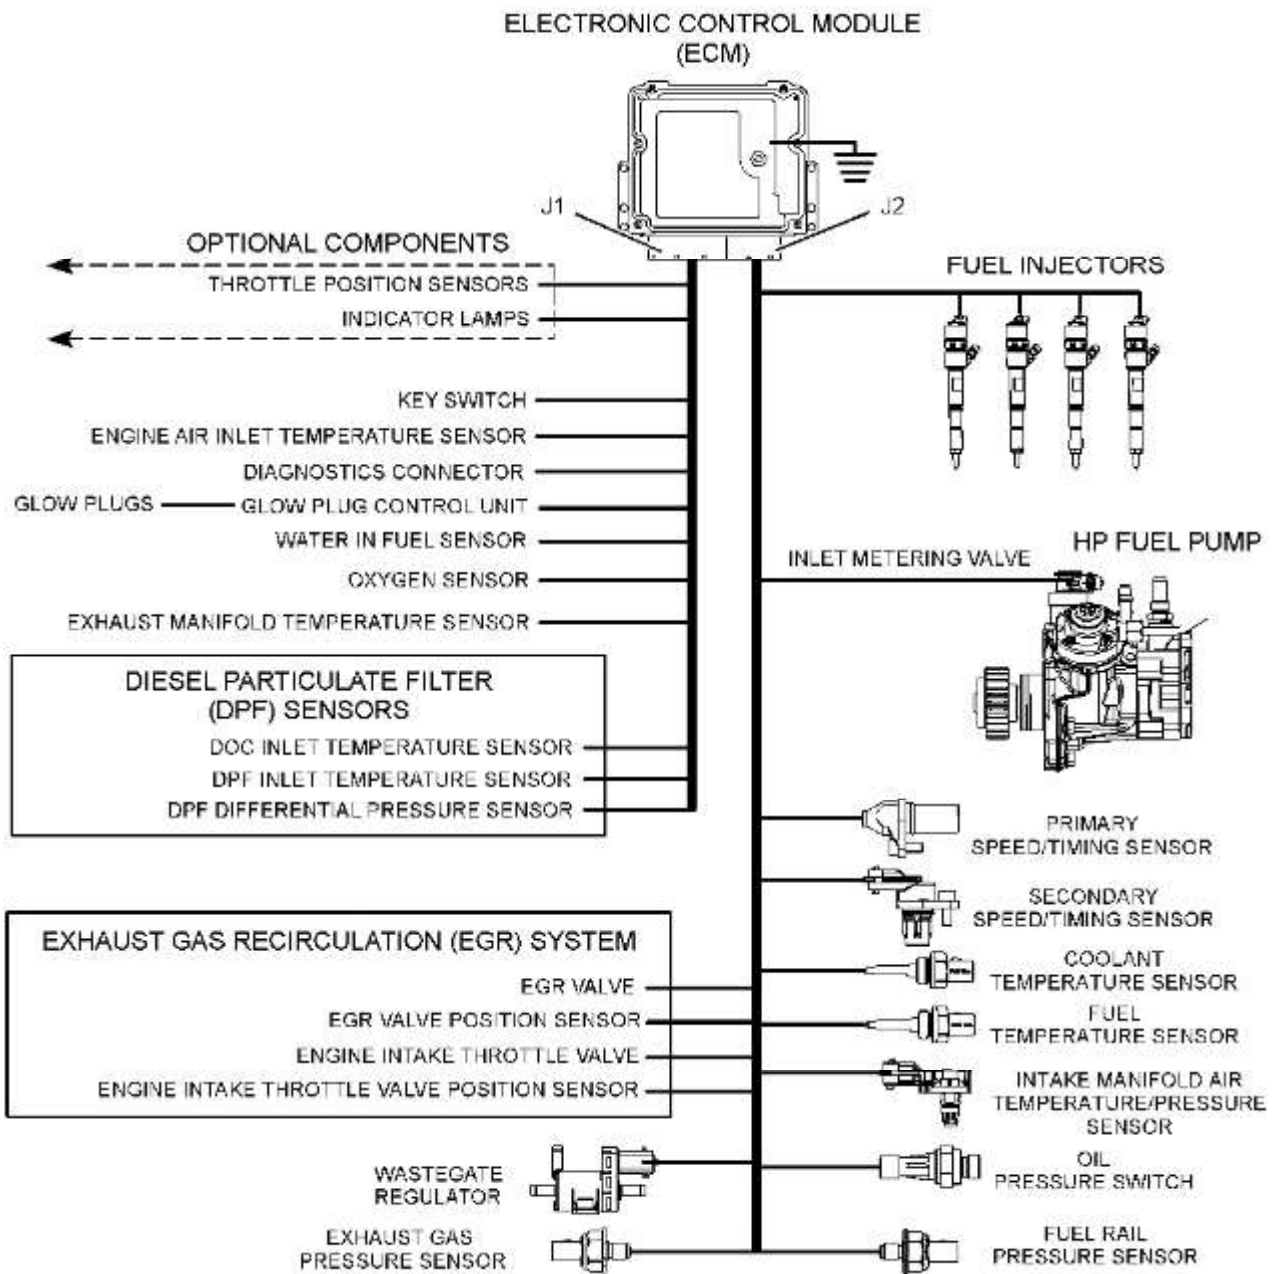 ELECTRONIC CONTROL MODULE
(ECM)
J1
J2
OPTIONAL COMPONENTS
THROTTLE POSITION SENSORS
INDICATOR LAMPS
FUEL INJECTORS
KEY SWITCH
ENGINE AIR INLET TEMPERATURE SENSOR
DIAGNOSTICS CONNECTOR
GLOW PLUGS
GLOW PLUG CONTROL UNIT
WATER IN FUEL SENSOR
OXYGEN SENSOR
EXHAUST MANIFOLD TEMPERATURE SENSOR
INLET METERING VALVE
HP FUEL PUMP
DIESEL PARTICULATE FILTER
(DPF) SENSORS
DOC INLET TEMPERATURE SENSOR
DPF INLET TEMPERATURE SENSOR
DPF DIFFERENTIAL PRESSURE SENSOR
PRIMARY
SPEED/TIMING SENSOR
SECONDARY
SPEED/TIMING SENSOR
EXHAUST GAS RECIRCULATION (EGR) SYSTEM
EGR VALVE
EGR VALVE POSITION SENSOR
ENGINE INTAKE THROTTLE VALVE
ENGINE INTAKE THROTTLE VALVE POSITION SENSOR
COOLANT
TEMPERATURE SENSOR
FUEL
TEMPERATURE SENSOR
INTAKE MANIFOLD AIR
TEMPERATURE/PRESSURE
SENSOR
WASTEGATE
REGULATOR
OIL
PRESSURE SWITCH
EXHAUST GAS
PRESSURE SENSOR
FUEL RAIL
PRESSURE SENSOR